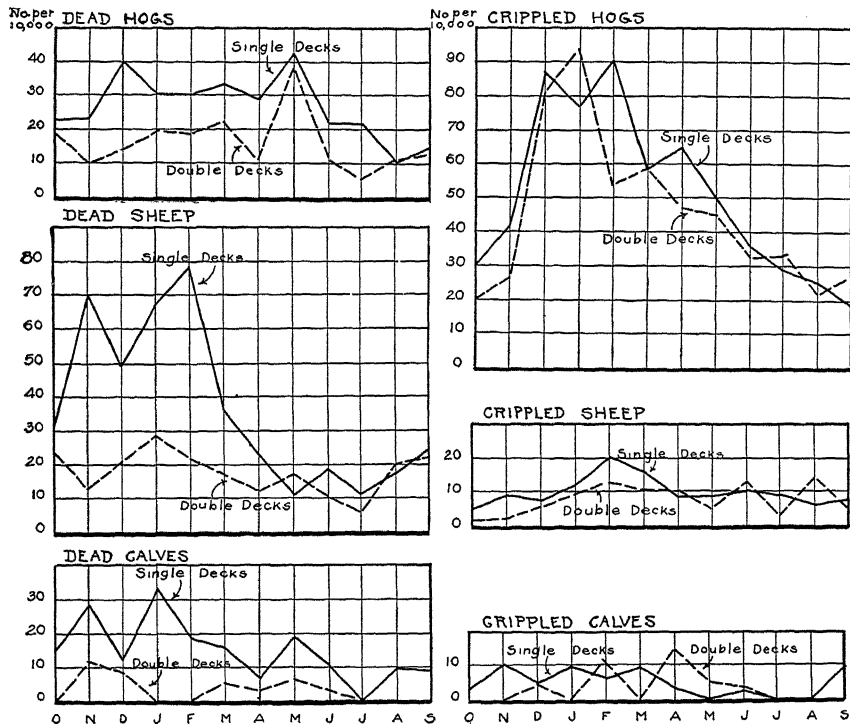 No. per
10,000
DEAD HOGS
40
30
20
10
0
Single Decks
Double Decks
DEAD SHEEP
80
70
60
50
40
30
20
10
0
Single Decks
Double Decks
DEAD CALVES
30
20
10
0
Single Decks
Double Decks
O N D J F M A M J J A S
No. per
10,000
CRIPPLED HOGS
90
80
70
60
50
40
30
20
10
0
Single Decks
Double Decks
CRIPPLED SHEEP
20
10
0
Single Decks
Double Decks
CRIPPLED CALVES
10
0
Single Decks
Double Decks
O N D J F M A M J J A S